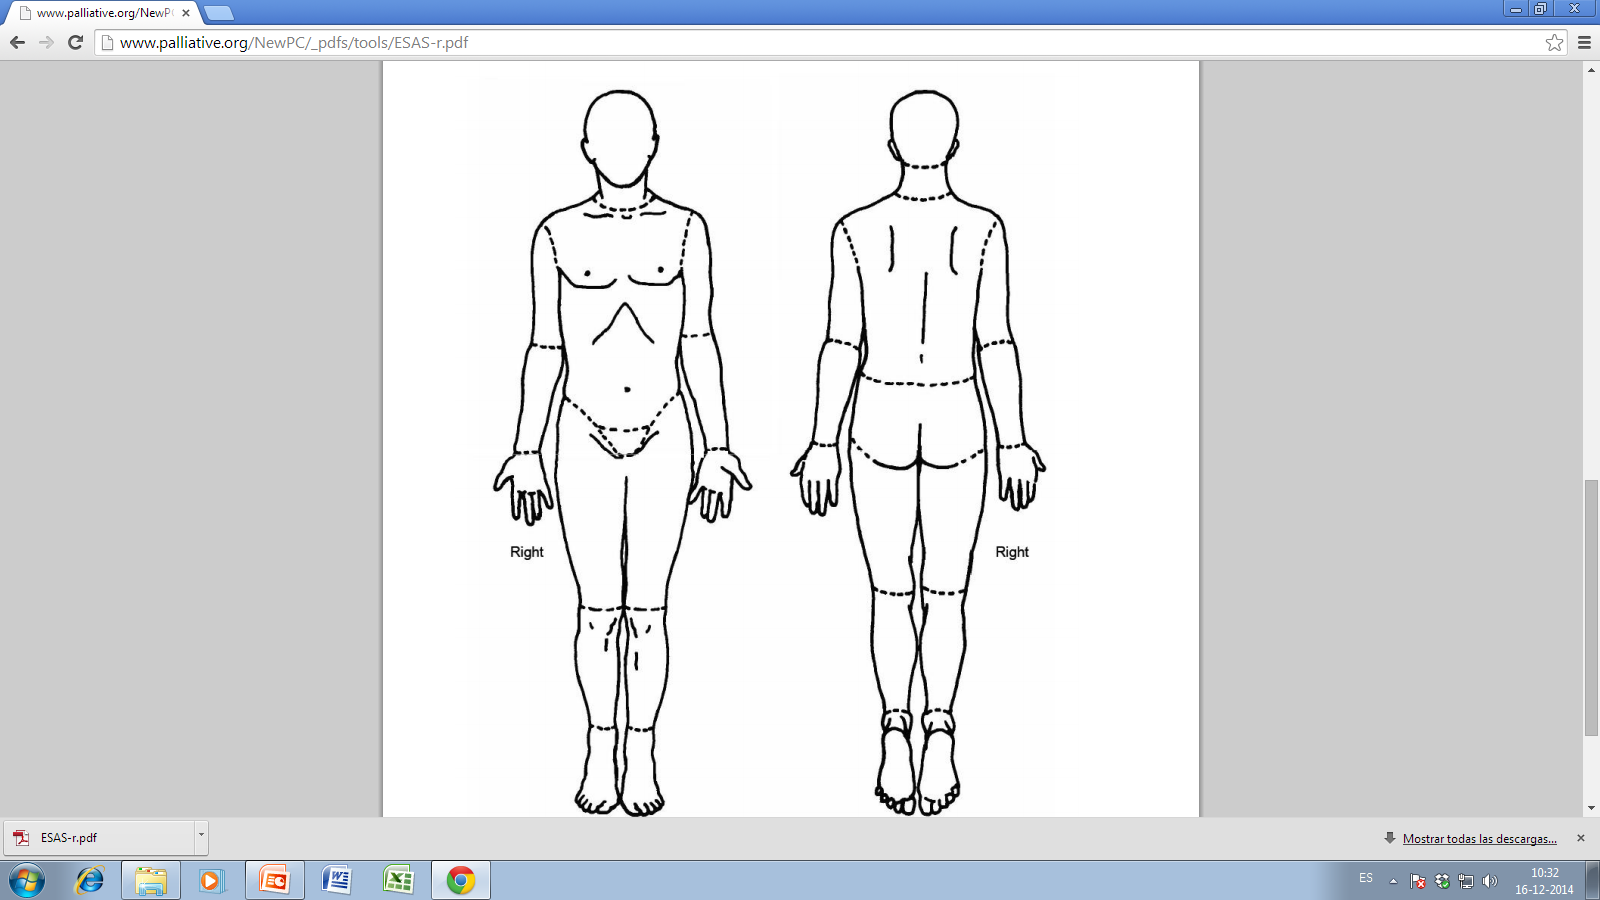 www.palliative.org/NewPC
www.palliative.org/NewPC/_pdfs/tools/ESAS-r.pdf
Right
Right
ESAS-r.pdf
Mostrar todas las descargas...
ES
10:32
16-12-2014